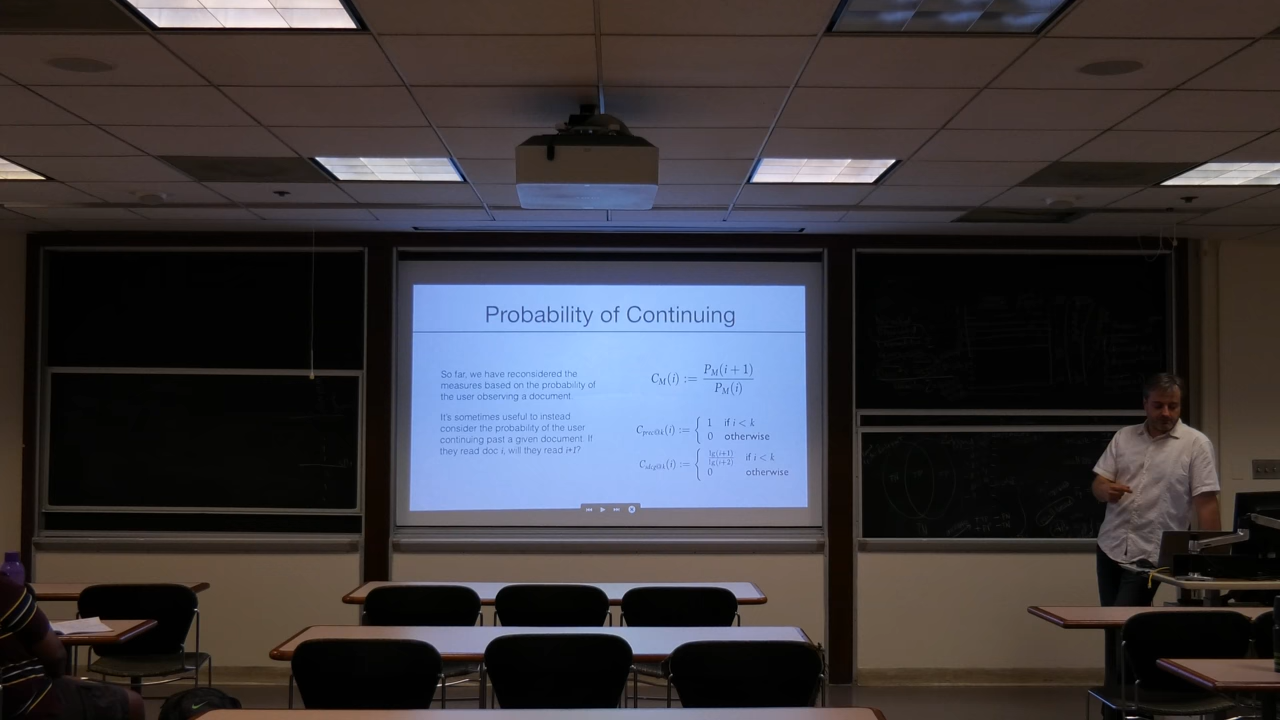 Probability of Continuing
So far, we have reconsidered the
measures based on the probability of
the user observing a document.
It's sometimes useful to instead
consider the probability of the user
continuing past a given document. If
they read doc i, will they read i+1?
C_M(i) := P_M(i + 1) / P_M(i)
C_prec@k(i) := { 1 if i < k
0 otherwise
C_sdcg@k(i) := { lg(i+1) / lg(i+2) if i < k
0 otherwise